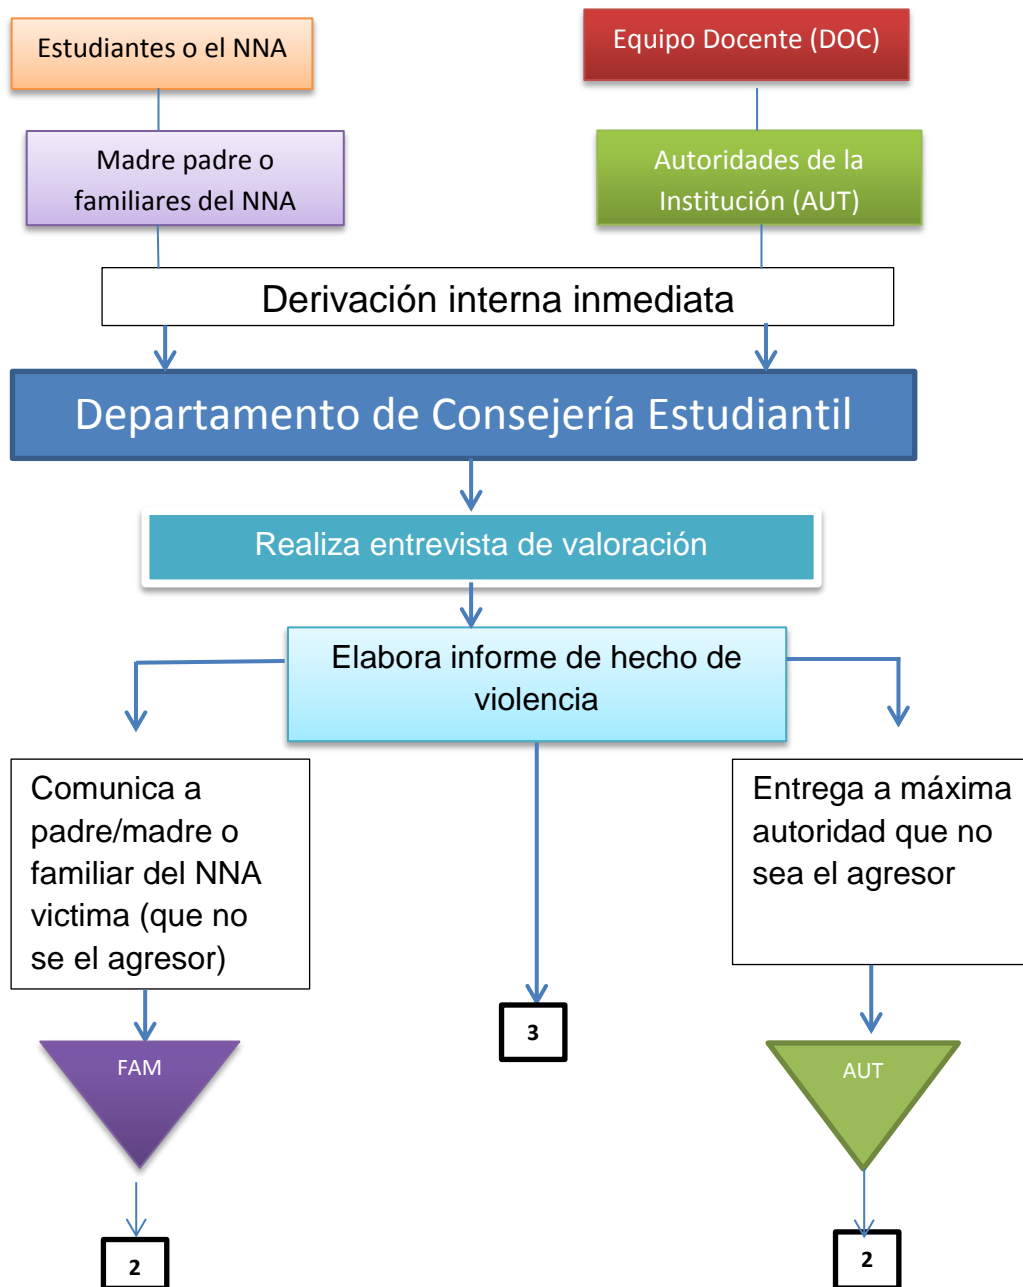 Estudiantes o el NNA
Equipo Docente (DOC)
Madre padre o
familiares del NNA
Autoridades de la
Institución (AUT)
Derivación interna inmediata
Departamento de Consejería Estudiantil
Realiza entrevista de valoración
Elabora informe de hecho de
violencia
Comunica a
padre/madre o
familiar del NNA
victima (que no
se el agresor)
Entrega a máxima
autoridad que no
sea el agresor
3
FAM
AUT
2
2